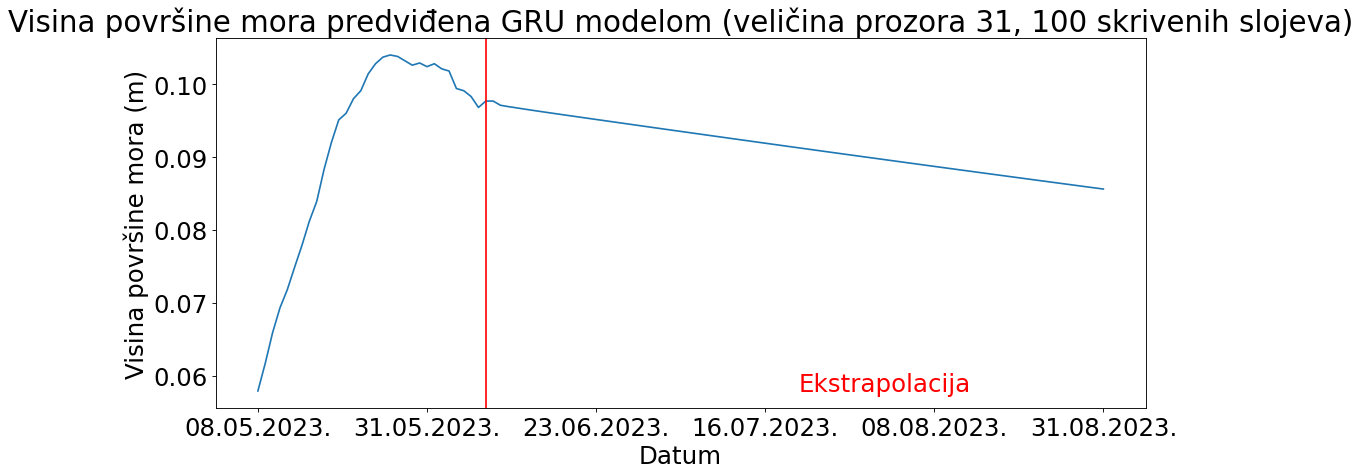 Visina površine mora predviđena GRU modelom (veličina prozora 31, 100 skrivenih slojeva)
Visina površine mora (m)
0.10
0.09
0.08
0.07
0.06
Ekstrapolacija
08.05.2023. 31.05.2023. 23.06.2023. 16.07.2023. 08.08.2023. 31.08.2023.
Datum